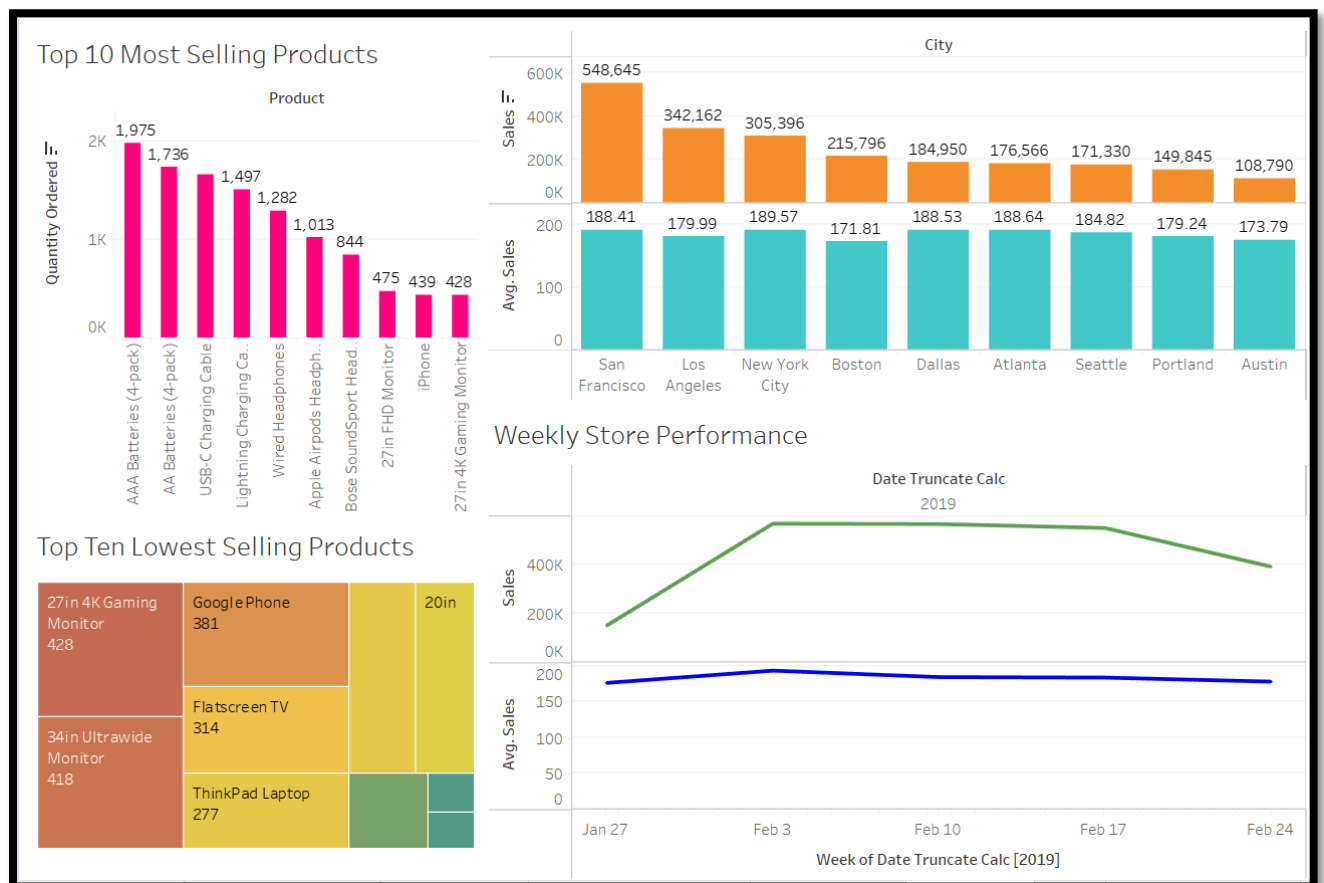 Top 10 Most Selling Products
Product
Quantity Ordered
2K
1K
0K
1,975
1,736
1,497
1,282
1,013
844
475
439
428
AAA Batteries (4-pack)
AA Batteries (4-pack)
USB-C Charging Cable
Lightning Charging Ca..
Wired Headphones
Apple Airpods Headph..
Bose SoundSport Head..
27in FHD Monitor
iPhone
27in 4K Gaming Monitor
City
Sales
600K
400K
200K
0K
548,645
342,162
305,396
215,796
184,950
176,566
171,330
149,845
108,790
Avg. Sales
200
100
0
188.41
179.99
189.57
171.81
188.53
188.64
184.82
179.24
173.79
San
Francisco
Los
Angeles
New York
City
Boston
Dallas
Atlanta
Seattle
Portland
Austin
Top Ten Lowest Selling Products
27in 4K Gaming
Monitor
428
34in Ultrawide
Monitor
418
Google Phone
381
Flatscreen TV
314
ThinkPad Laptop
277
20in
Weekly Store Performance
Date Truncate Calc
2019
Sales
400K
200K
0K
Avg. Sales
200
150
100
50
0
Jan 27
Feb 3
Feb 10
Feb 17
Feb 24
Week of Date Truncate Calc [2019]